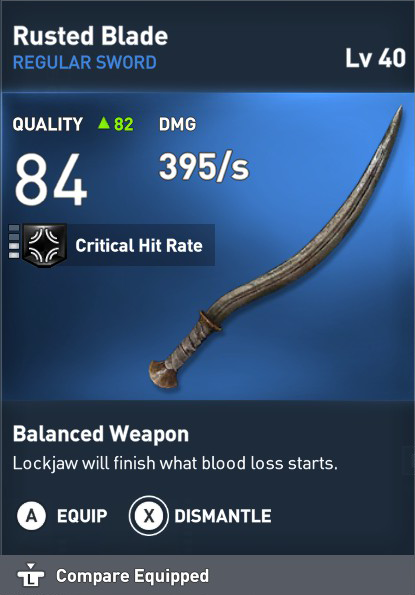 Rusted Blade
REGULAR SWORD
Lv 40
QUALITY ▲82 DMG
84 395/s
Critical Hit Rate
Balanced Weapon
Lockjaw will finish what blood loss starts.
A EQUIP X DISMANTLE
L Compare Equipped